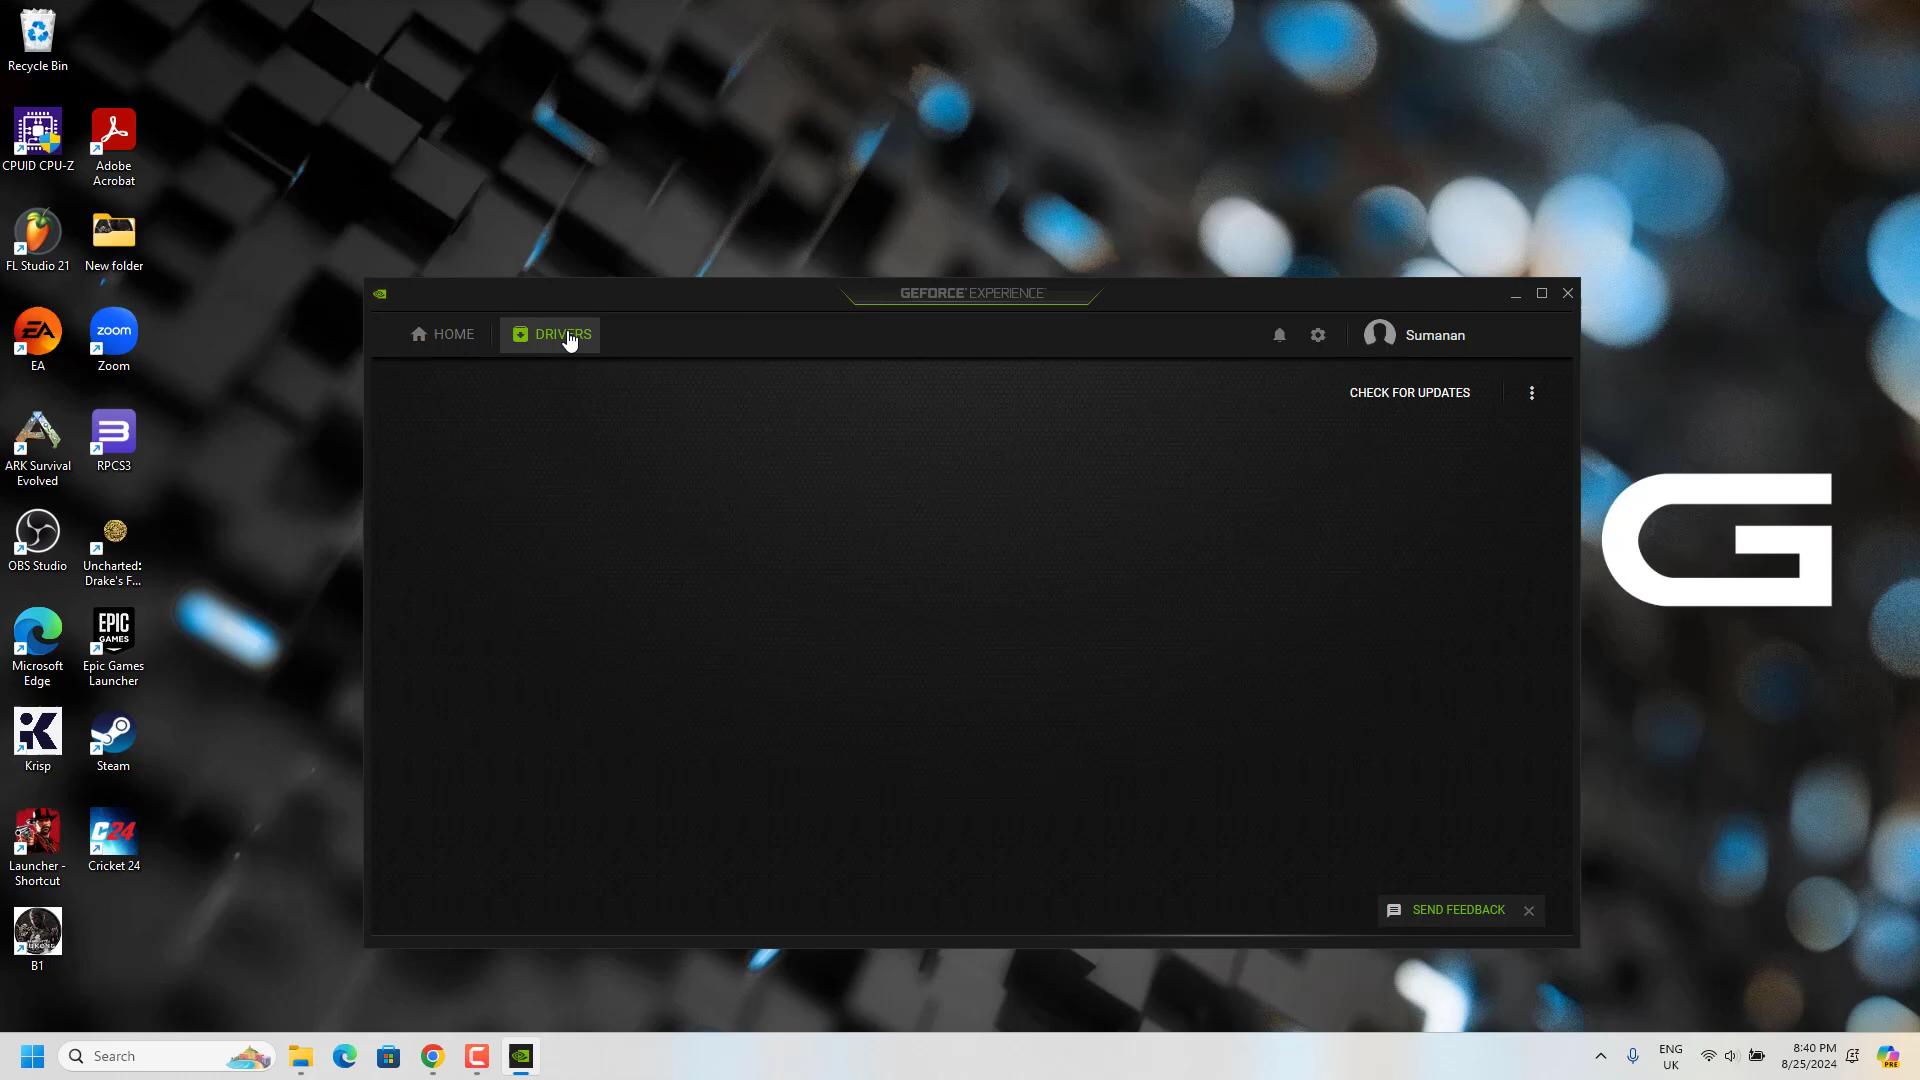 Recycle Bin
CPUID CPU-Z
Adobe
Acrobat
FL Studio 21
New folder
EA
EA
zoom
Zoom
ARK Survival
Evolved
RPCS3
OBS Studio
Uncharted:
Drake's F...
Microsoft
Edge
EPIC
GAMES
Epic Games
Launcher
Krisp
Steam
Launcher -
Shortcut
C24
Cricket 24
B1
GEFORCE EXPERIENCE
HOME
DRIVERS
Sumanan
CHECK FOR UPDATES
SEND FEEDBACK
G
Search
ENG
UK
8:40 PM
8/25/2024
PRE